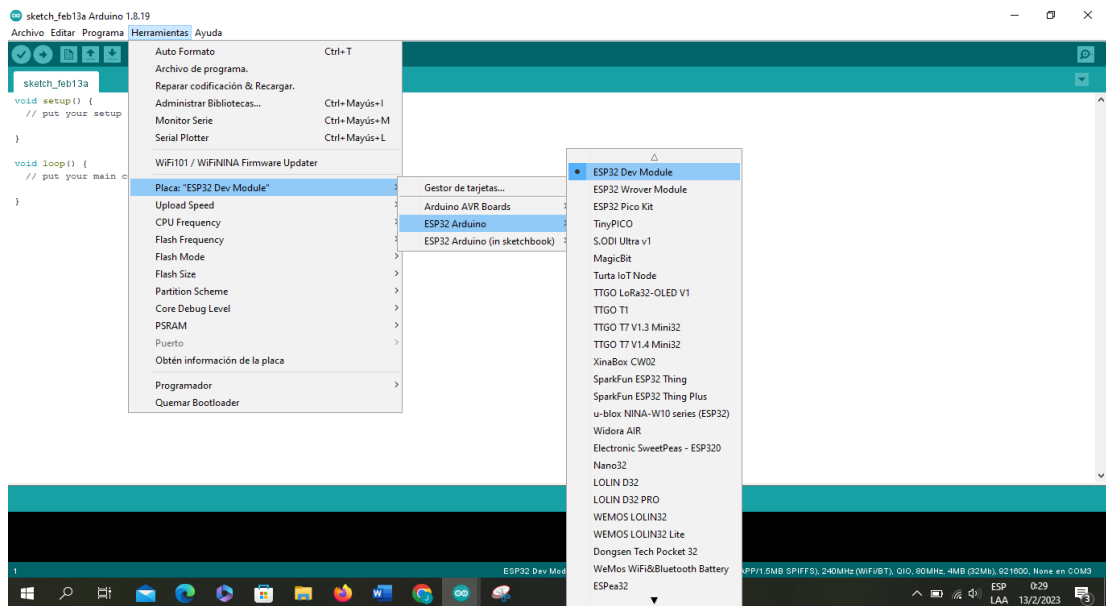 sketch_feb13a Arduino 1.8.19
Archivo Editar Programa Herramientas Ayuda
sketch_feb13a
void setup() {
// put your setup
}
void loop() {
// put your main c
}
Auto Formato Ctrl+T
Archivo de programa.
Reparar codificación & Recargar.
Administrar Bibliotecas... Ctrl+Mayús+I
Monitor Serie Ctrl+Mayús+M
Serial Plotter Ctrl+Mayús+L
WiFi101 / WiFiNINA Firmware Updater
Placa: "ESP32 Dev Module"
Upload Speed
CPU Frequency
Flash Frequency
Flash Mode
Flash Size
Partition Scheme
Core Debug Level
PSRAM
Puerto
Obtén información de la placa
Programador
Quemar Bootloader
Gestor de tarjetas...
Arduino AVR Boards
ESP32 Arduino
ESP32 Arduino (in sketchbook)
ESP32 Dev Module
ESP32 Wrover Module
ESP32 Pico Kit
TinyPICO
S.ODI Ultra v1
MagicBit
Turta IoT Node
TTGO LoRa32-OLED V1
TTGO T1
TTGO T7 V1.3 Mini32
TTGO T7 V1.4 Mini32
XinaBox CW02
SparkFun ESP32 Thing
SparkFun ESP32 Thing Plus
u-blox NINA-W10 series (ESP32)
Widora AIR
Electronic SweetPeas - ESP320
Nano32
LOLIN D32
LOLIN D32 PRO
WEMOS LOLIN32
WEMOS LOLIN32 Lite
Dongsen Tech Pocket 32
WeMos WiFi&Bluetooth Battery
ESPea32
1
ESP32 Dev Mod
APP/1.5MB SPIFFS), 240MHz (WiFi/BT), QIO, 80MHz, 4MB (32Mb), 921600, None en COM3
ESP
LAA
0:29
13/2/2023
3